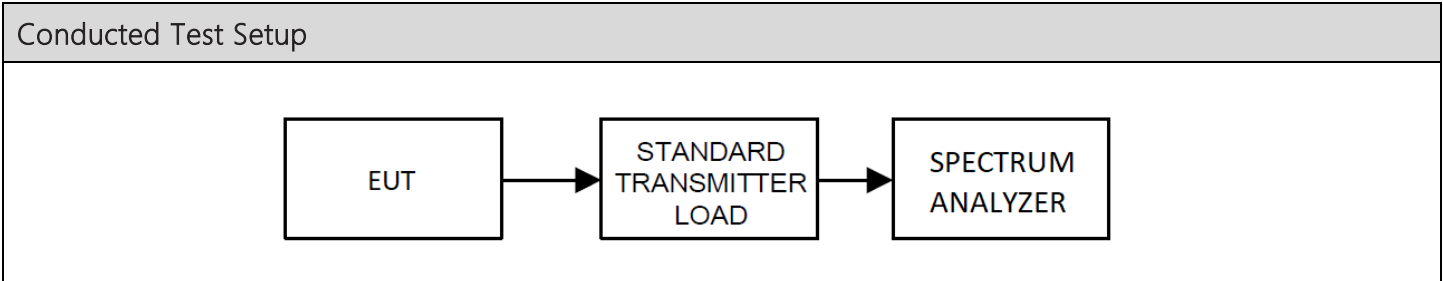 Conducted Test Setup
EUT
STANDARD
TRANSMITTER
LOAD
SPECTRUM
ANALYZER